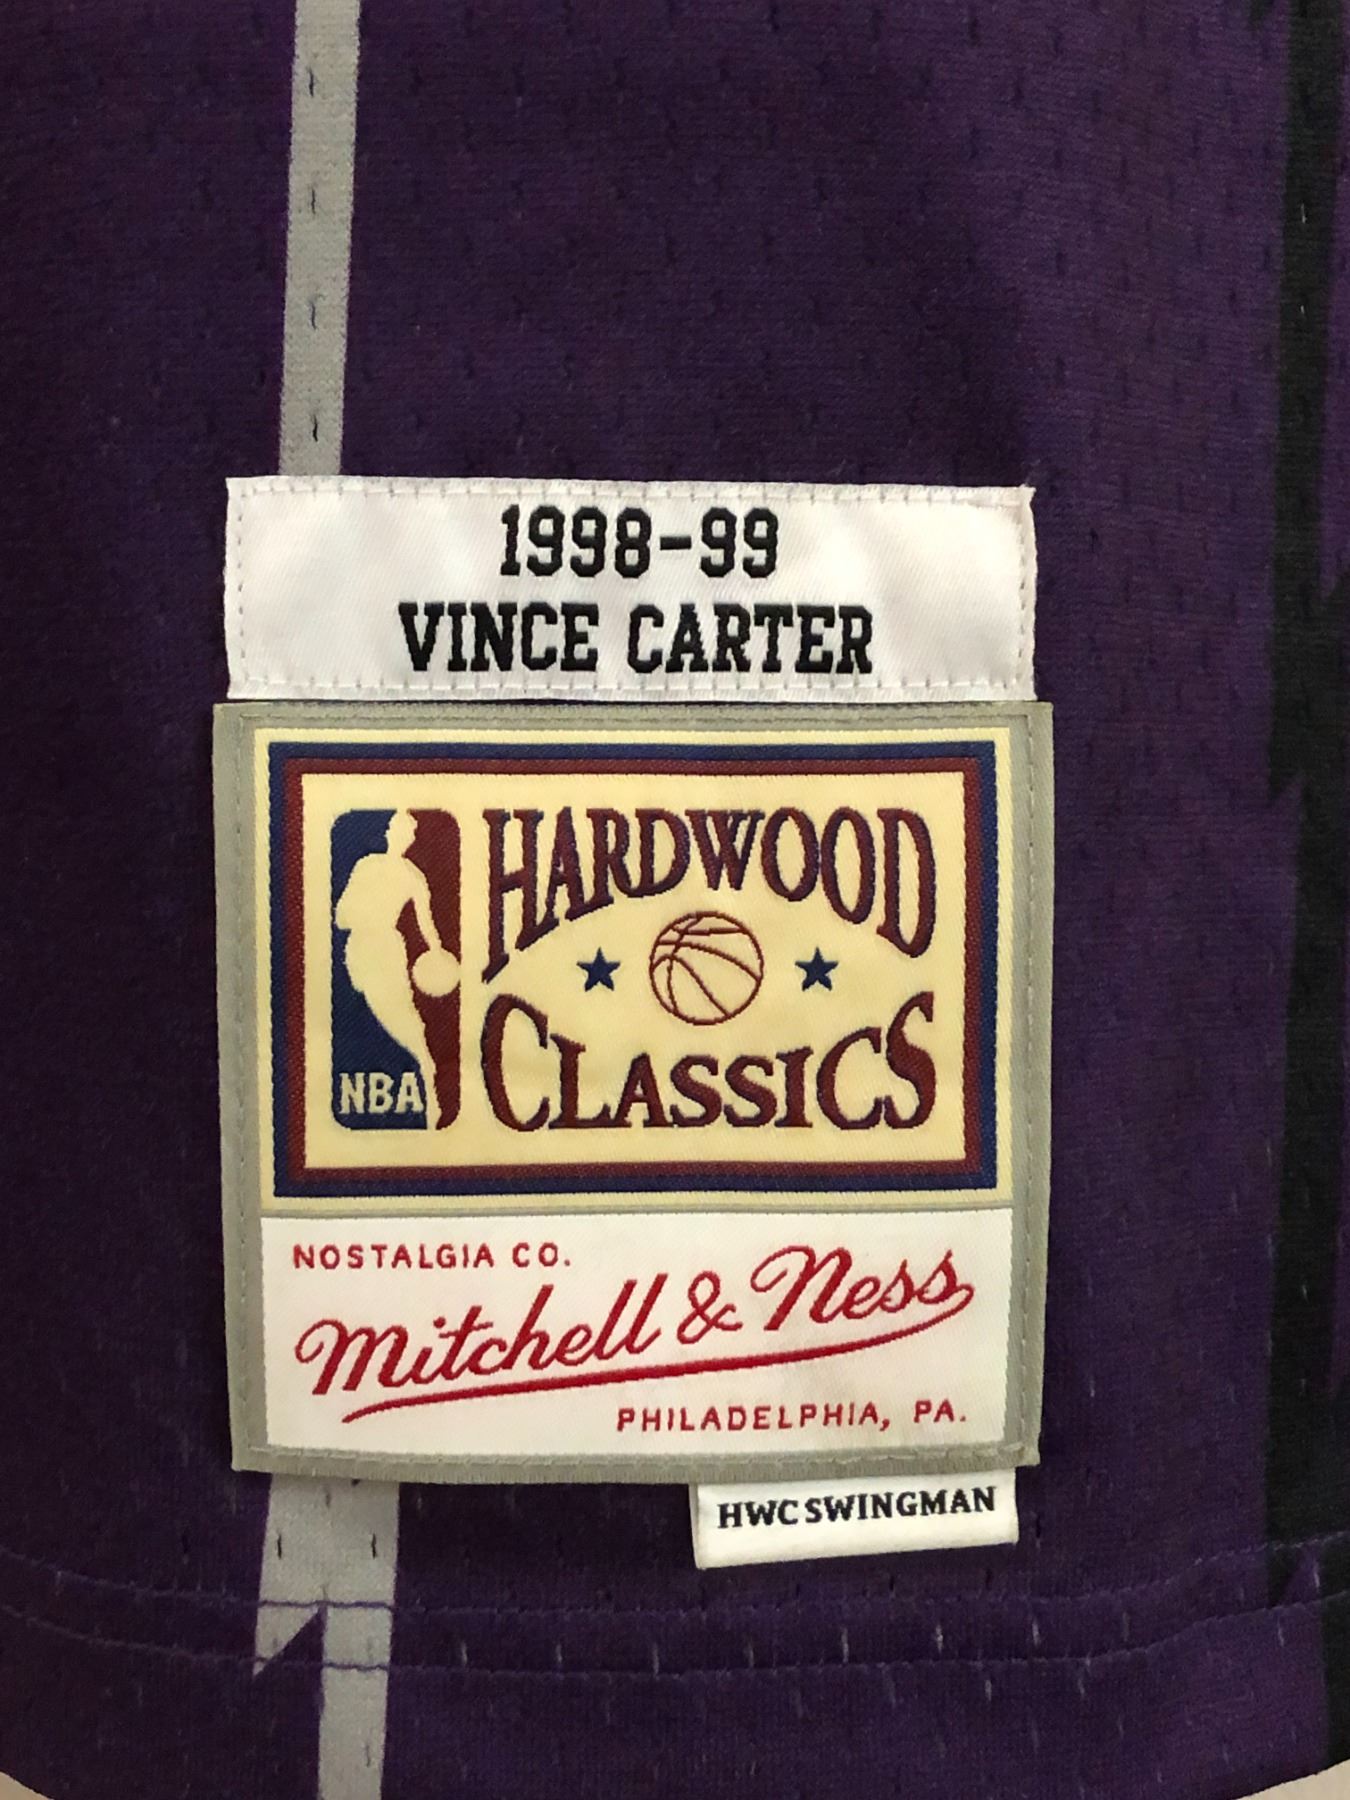 1998-99
VINCE CARTER
HARDWOOD
CLASSICS
NBA
NOSTALGIA CO.
Mitchell & Ness
PHILADELPHIA, PA.
HWC SWINGMAN